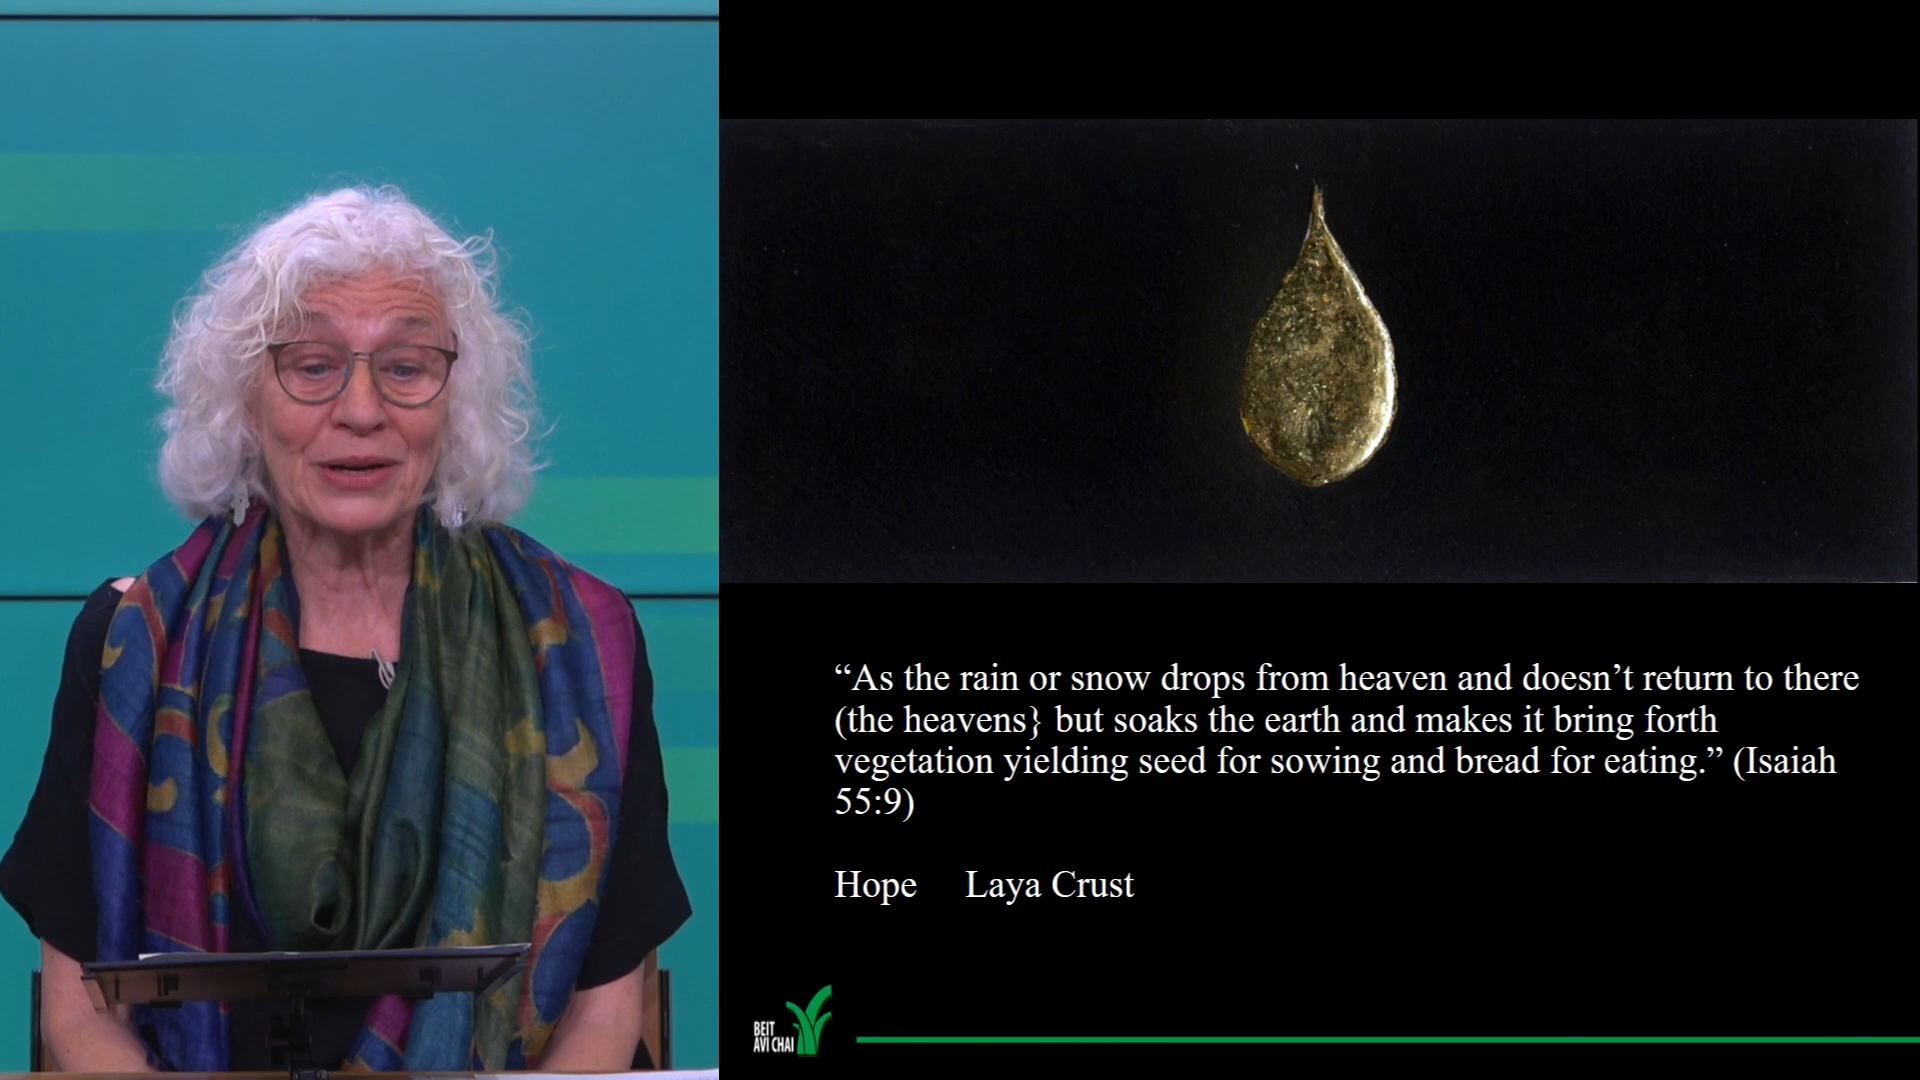 “As the rain or snow drops from heaven and doesn’t return to there
(the heavens} but soaks the earth and makes it bring forth
vegetation yielding seed for sowing and bread for eating.” (Isaiah
55:9)
Hope Laya Crust
BEIT
AVI CHAI